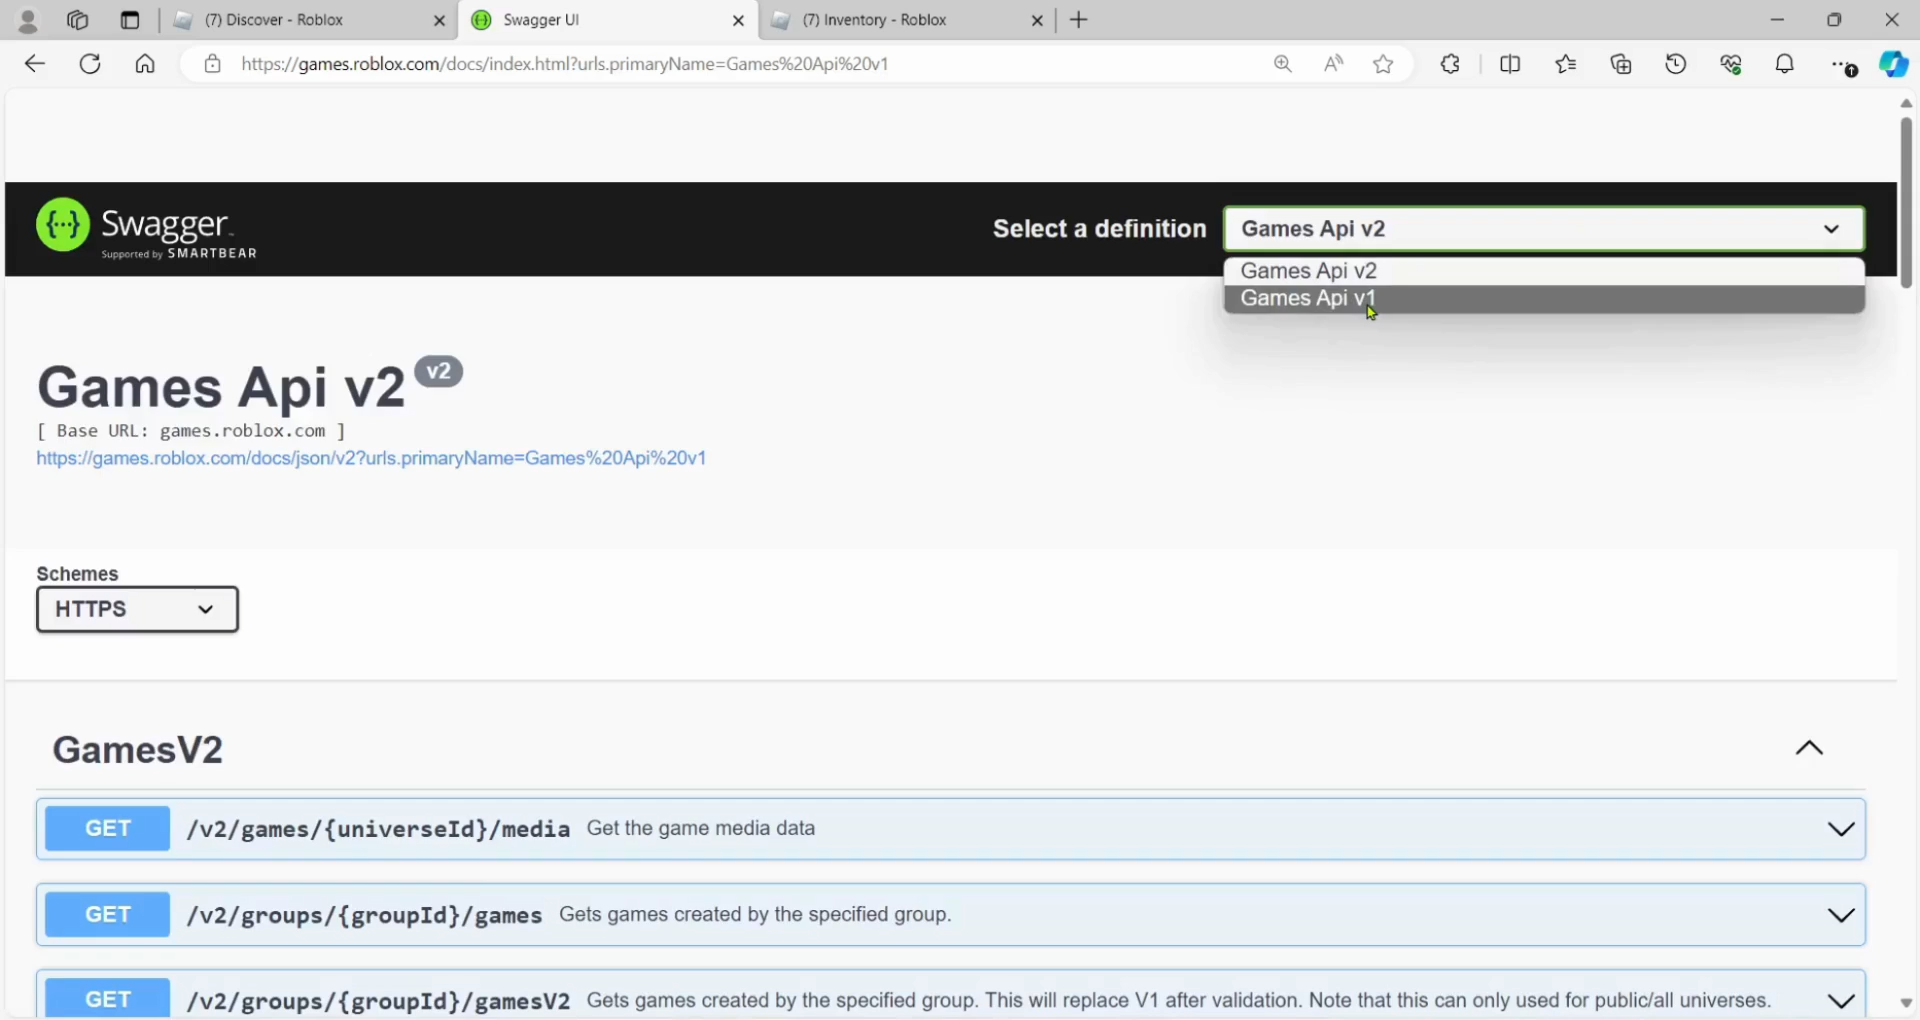 (7) Discover - Roblox
Swagger UI
(7) Inventory - Roblox
https://games.roblox.com/docs/index.html?urls.primaryName=Games%20Api%20v1
Swagger
Supported by SMARTBEAR
Select a definition
Games Api v2
Games Api v2
Games Api v1
Games Api v2 v2
[ Base URL: games.roblox.com ]
https://games.roblox.com/docs/json/v2?urls.primaryName=Games%20Api%20v1
Schemes
HTTPS
GamesV2
GET /v2/games/{universeId}/media Get the game media data
GET /v2/groups/{groupId}/games Gets games created by the specified group.
GET /v2/groups/{groupId}/gamesV2 Gets games created by the specified group. This will replace V1 after validation. Note that this can only used for public/all universes.